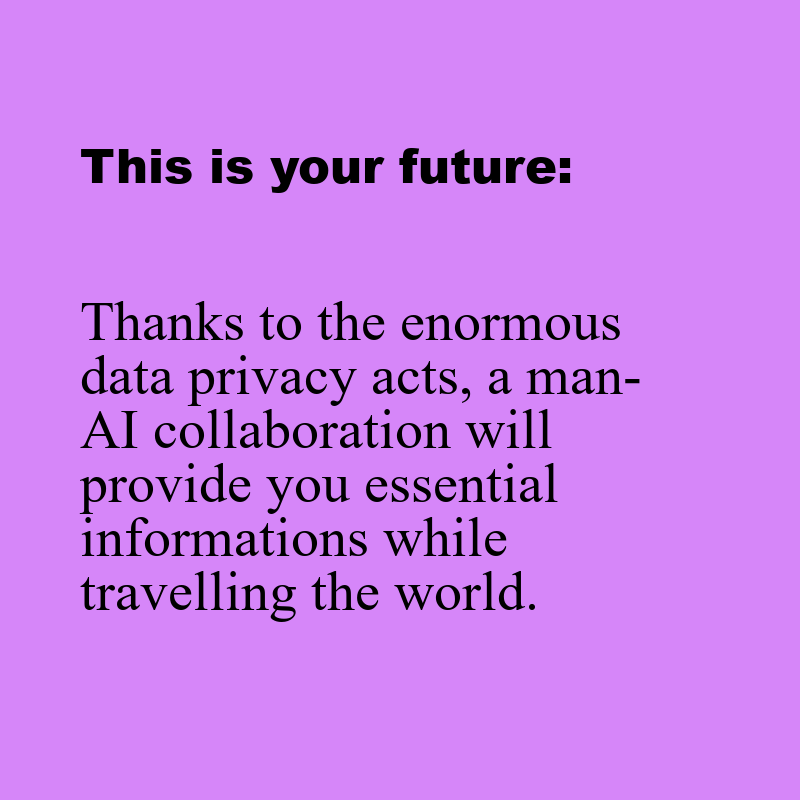 This is your future:
Thanks to the enormous
data privacy acts, a man-
AI collaboration will
provide you essential
informations while
travelling the world.